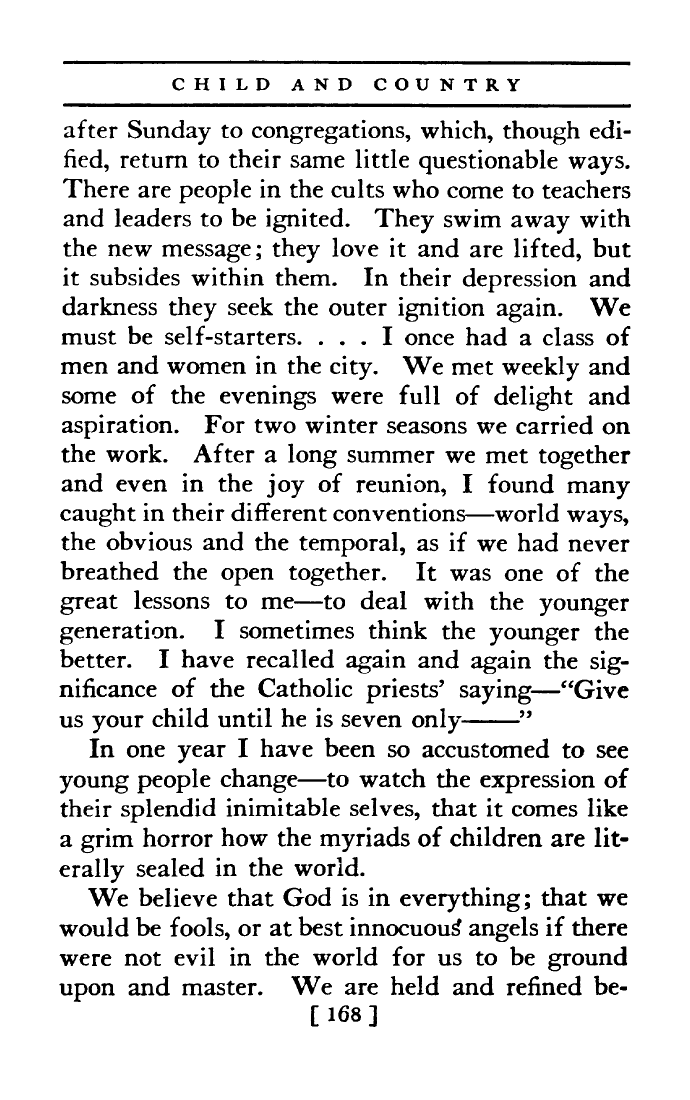 CHILD AND COUNTRY
after Sunday to congregations, which, though edi-
fied, return to their same little questionable ways.
There are people in the cults who come to teachers
and leaders to be ignited. They swim away with
the new message; they love it and are lifted, but
it subsides within them. In their depression and
darkness they seek the outer ignition again. We
must be self-starters. . . . I once had a class of
men and women in the city. We met weekly and
some of the evenings were full of delight and
aspiration. For two winter seasons we carried on
the work. After a long summer we met together
and even in the joy of reunion, I found many
caught in their different conventions—world ways,
the obvious and the temporal, as if we had never
breathed the open together. It was one of the
great lessons to me—to deal with the younger
generation. I sometimes think the younger the
better. I have recalled again and again the sig-
nificance of the Catholic priests' saying—“Give
us your child until he is seven only——”
In one year I have been so accustomed to see
young people change—to watch the expression of
their splendid inimitable selves, that it comes like
a grim horror how the myriads of children are lit-
erally sealed in the world.
We believe that God is in everything; that we
would be fools, or at best innocuous angels if there
were not evil in the world for us to be ground
upon and master. We are held and refined be-
[ 168 ]